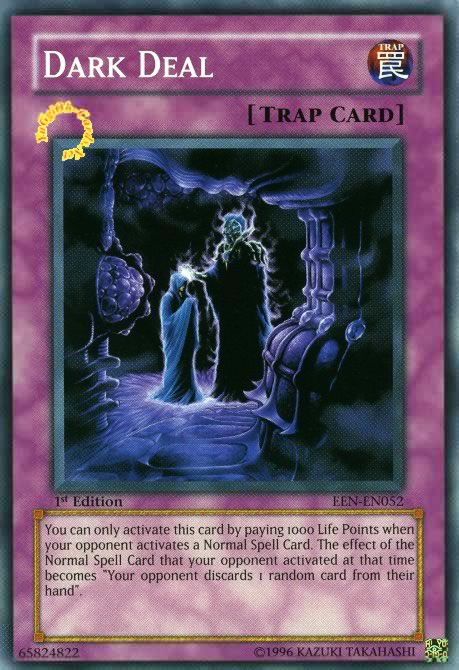 DARK DEAL
TRAP
罠
[TRAP CARD]
1st Edition
EEN-EN052
You can only activate this card by paying 1000 Life Points when
your opponent activates a Normal Spell Card. The effect of the
Normal Spell Card that your opponent activated at that time
becomes "Your opponent discards 1 random card from their
hand".
65824822
©1996 KAZUKI TAKAHASHI